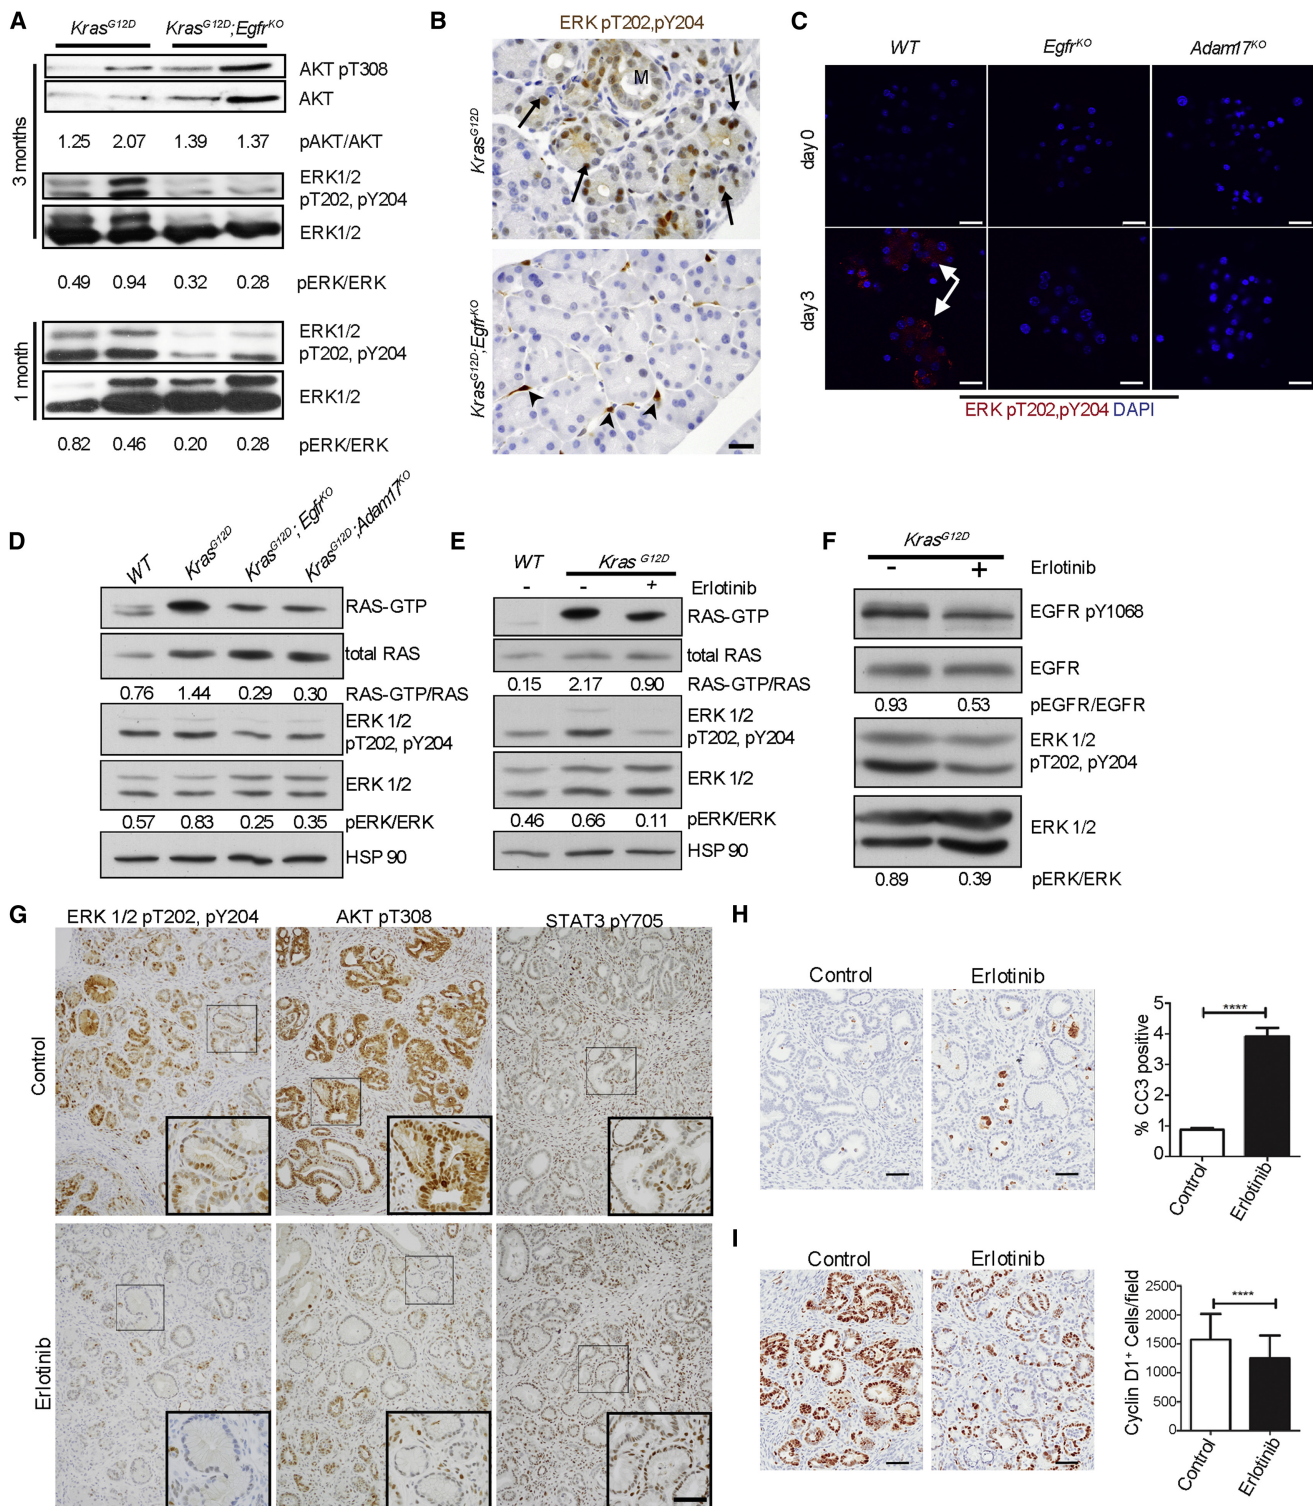 A
Kras^G12D Kras^G12D;Egfr^KO
3 months
AKT pT308
AKT
1.25 2.07 1.39 1.37 pAKT/AKT
ERK1/2
pT202, pY204
ERK1/2
0.49 0.94 0.32 0.28 pERK/ERK
1 month
ERK1/2
pT202, pY204
ERK1/2
0.82 0.46 0.20 0.28 pERK/ERK
B
ERK pT202,pY204
Kras^G12D
M
Kras^G12D;Egfr^KO
C
WT Egfr^KO Adam17^KO
day 0
day 3
ERK pT202,pY204 DAPI
D
WT Kras^G12D Kras^G12D; Egfr^KO Kras^G12D;Adam17^KO
RAS-GTP
total RAS
0.76 1.44 0.29 0.30 RAS-GTP/RAS
ERK 1/2
pT202, pY204
ERK 1/2
0.57 0.83 0.25 0.35 pERK/ERK
HSP 90
E
WT Kras^G12D
- - + Erlotinib
RAS-GTP
total RAS
0.15 2.17 0.90 RAS-GTP/RAS
ERK 1/2
pT202, pY204
ERK 1/2
0.46 0.66 0.11 pERK/ERK
HSP 90
F
Kras^G12D
- + Erlotinib
EGFR pY1068
EGFR
0.93 0.53 pEGFR/EGFR
ERK 1/2
pT202, pY204
ERK 1/2
0.89 0.39 pERK/ERK
G
ERK 1/2 pT202, pY204 AKT pT308 STAT3 pY705
Control
Erlotinib
H
Control Erlotinib
% CC3 positive
5
4
3
2
1
0
****
Control Erlotinib
I
Control Erlotinib
Cyclin D1⁺ Cells/field
2500
2000
1500
1000
500
0
****
Control Erlotinib